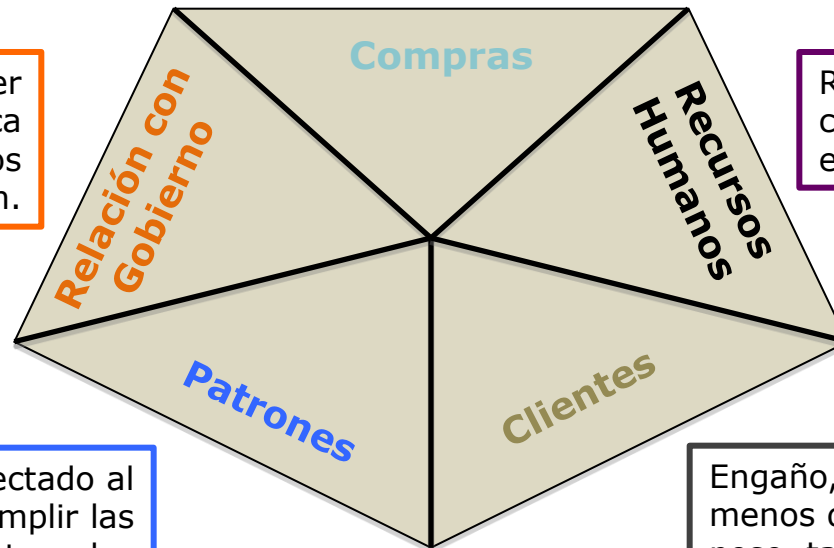 Compras
Relación con
Gobierno
Recursos
Humanos
Patrones
Clientes
er
ca
os
n.
R
c
e
ectado al
mplir las
Engaño,
menos